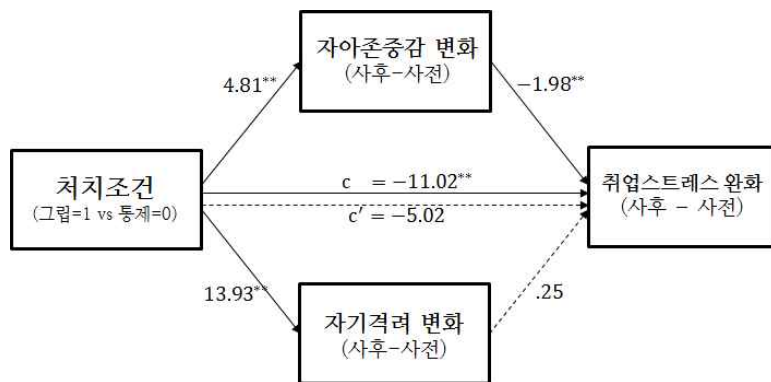 자아존중감 변화
(사후-사전)
4.81**
-1.98**
처치조건
(그립=1 vs 통제=0)
c = -11.02**
c′ = -5.02
취업스트레스 완화
(사후 - 사전)
13.93**
.25
자기격려 변화
(사후-사전)